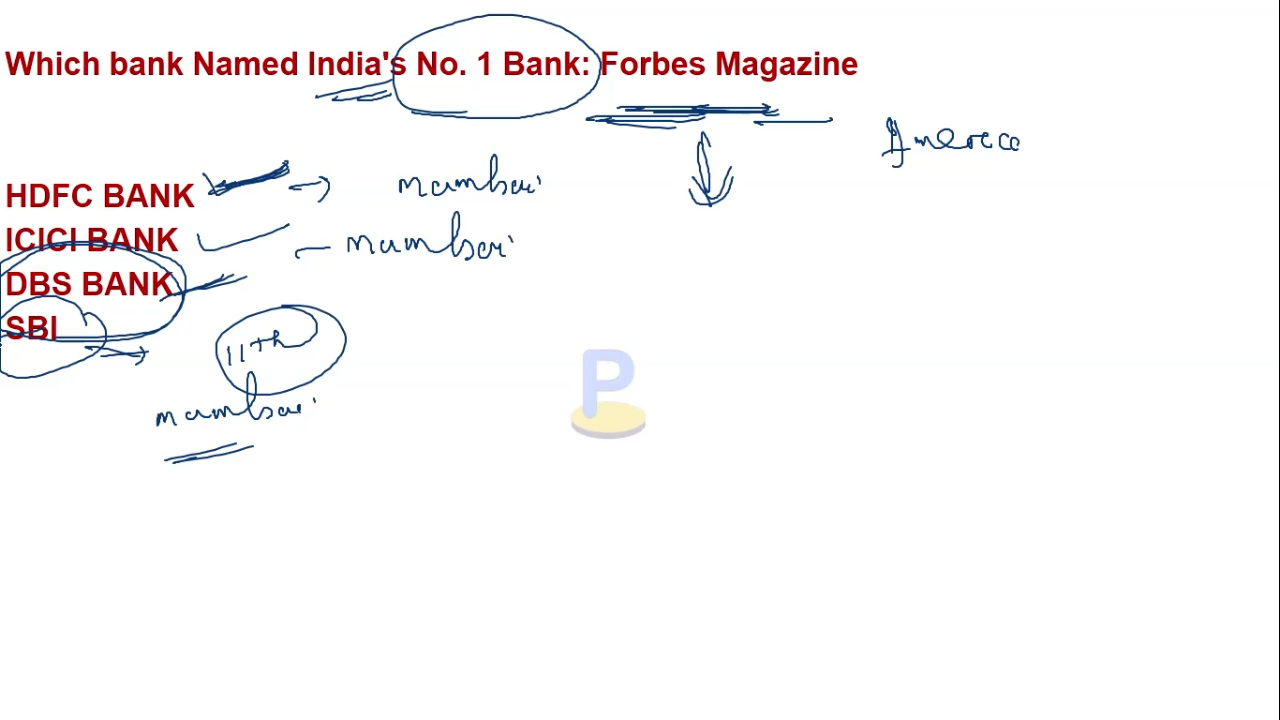 Which bank Named India's No. 1 Bank: Forbes Magazine
America
HDFC BANK → mumbai
ICICI BANK - mumbai
DBS BANK
SBI → 11th
mumbai
P